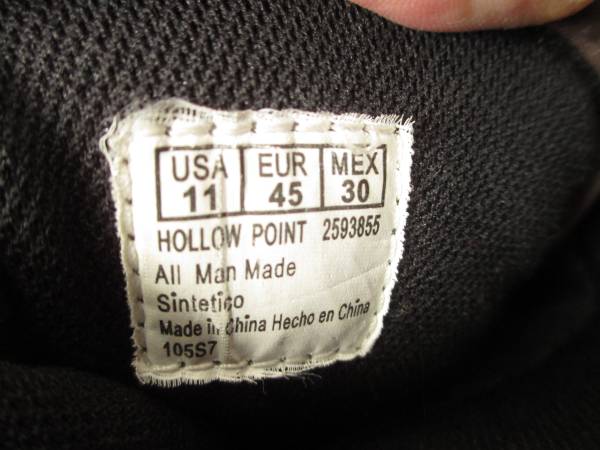 USA EUR MEX
11 45 30
HOLLOW POINT 2593855
All Man Made
Sintetico
Made in China Hecho en China
105S7